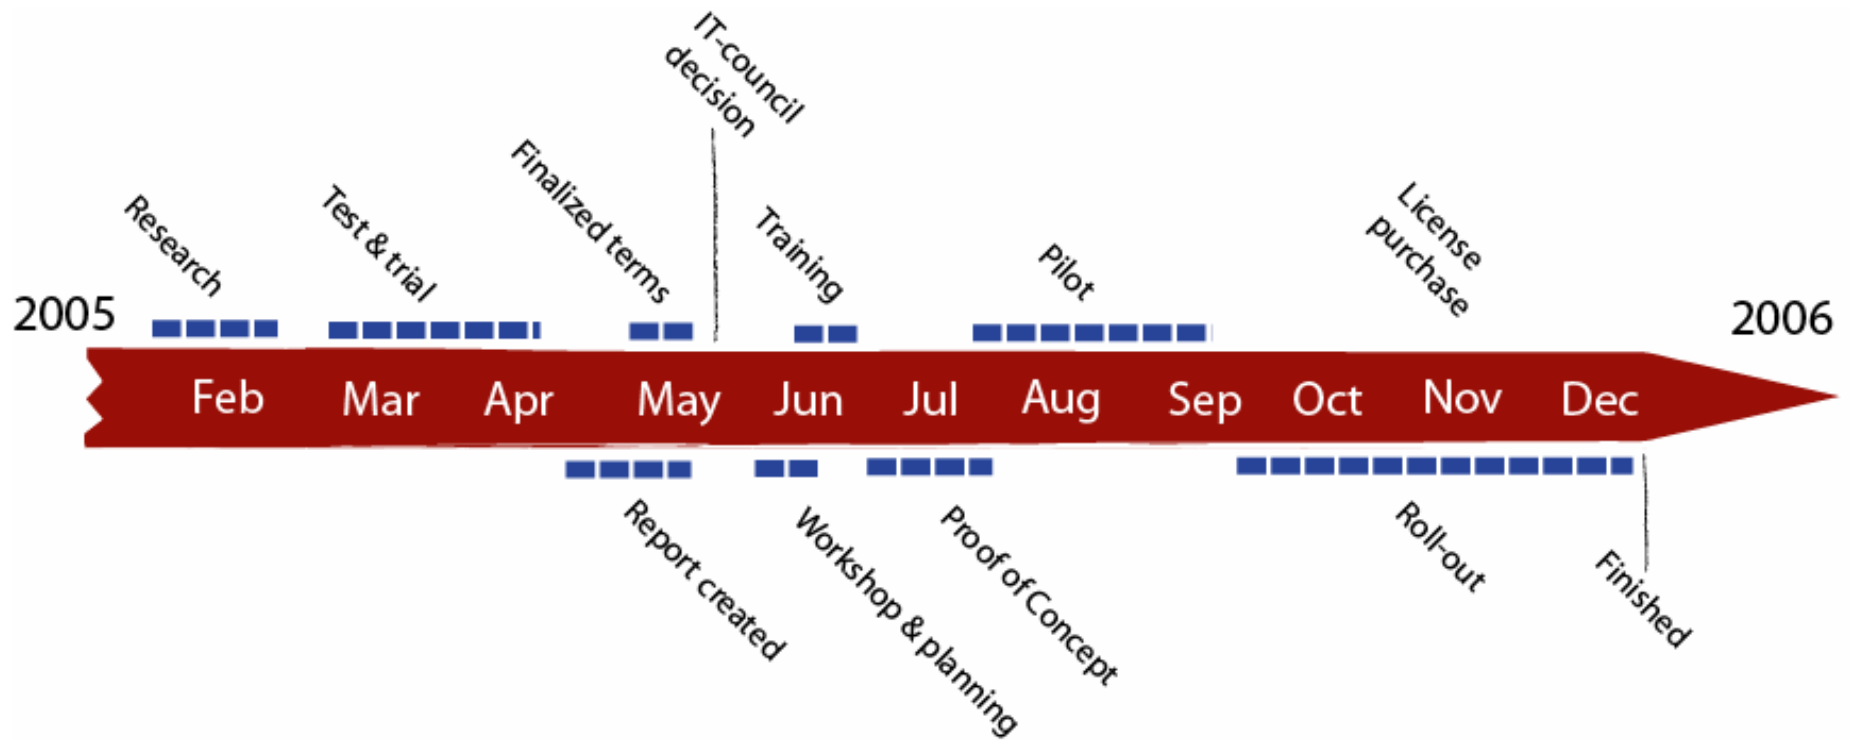 IT-council
decision
Research
Test & trial
Finalized terms
Training
Pilot
License
purchase
2005
2006
Feb Mar Apr May Jun Jul Aug Sep Oct Nov Dec
Report created
Workshop & planning
Proof of Concept
Roll-out
Finished